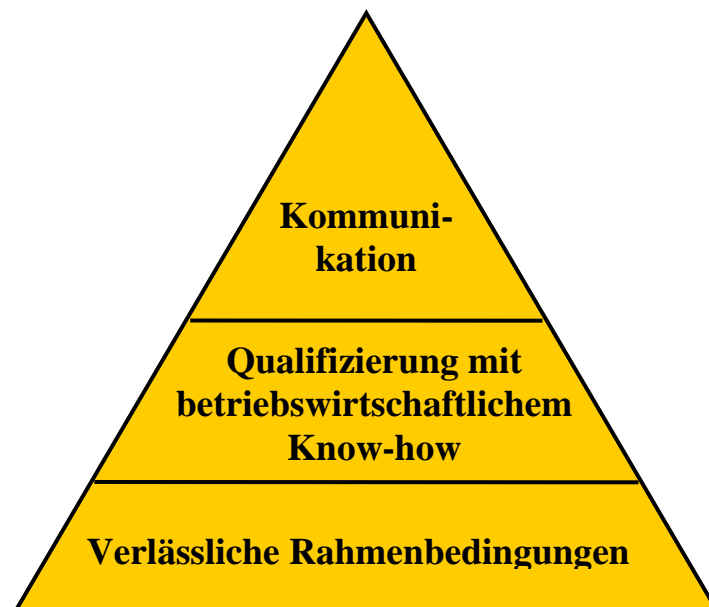 Kommuni-
kation
Qualifizierung mit
betriebswirtschaftlichem
Know-how
Verlässliche Rahmenbedingungen